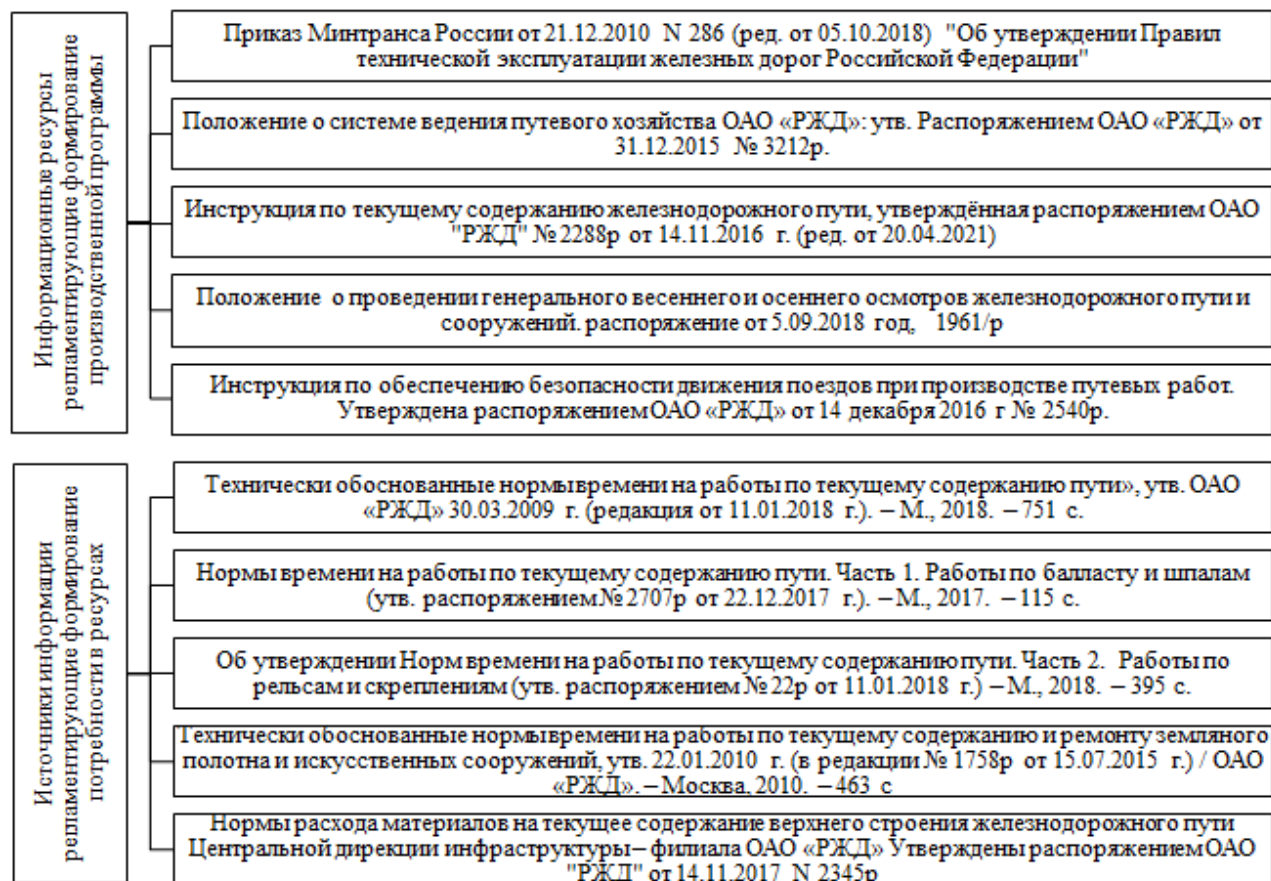 Информационные ресурсы
регламентирующие формирование
производственной программы
Приказ Минтранса России от 21.12.2010 N 286 (ред. от 05.10.2018) "Об утверждении Правил
технической эксплуатации железных дорог Российской Федерации"
Положение о системе ведения путевого хозяйства ОАО «РЖД»: утв. Распоряжением ОАО «РЖД» от
31.12.2015 № 3212р.
Инструкция по текущему содержанию железнодорожного пути, утверждённая распоряжением ОАО
"РЖД" № 2288р от 14.11.2016 г. (ред. от 20.04.2021)
Положение о проведении генерального весеннего и осеннего осмотров железнодорожного пути и
сооружений. распоряжение от 5.09.2018 год, 1961/р
Инструкция по обеспечению безопасности движения поездов при производстве путевых работ.
Утверждена распоряжением ОАО «РЖД» от 14 декабря 2016 г № 2540р.
Источники информации
регламентирующие формирование
потребности в ресурсах
Технически обоснованные нормы времени на работы по текущему содержанию пути», утв. ОАО
«РЖД» 30.03.2009 г. (редакция от 11.01.2018 г.). – М., 2018. – 751 с.
Нормы времени на работы по текущему содержанию пути. Часть 1. Работы по балласту и шпалам
(утв. распоряжением № 2707р от 22.12.2017 г.). – М., 2017. – 115 с.
Об утверждении Норм времени на работы по текущему содержанию пути. Часть 2. Работы по
рельсам и скреплениям (утв. распоряжением № 22р от 11.01.2018 г.) – М., 2018. – 395 с.
Технически обоснованные нормы времени на работы по текущему содержанию и ремонту земляного
полотна и искусственных сооружений, утв. 22.01.2010 г. (в редакции № 1758р от 15.07.2015 г.) / ОАО
«РЖД». – Москва, 2010. – 463 с
Нормы расхода материалов на текущее содержание верхнего строения железнодорожного пути
Центральной дирекции инфраструктуры – филиала ОАО «РЖД» Утверждены распоряжением ОАО
"РЖД" от 14.11.2017 N 2345р